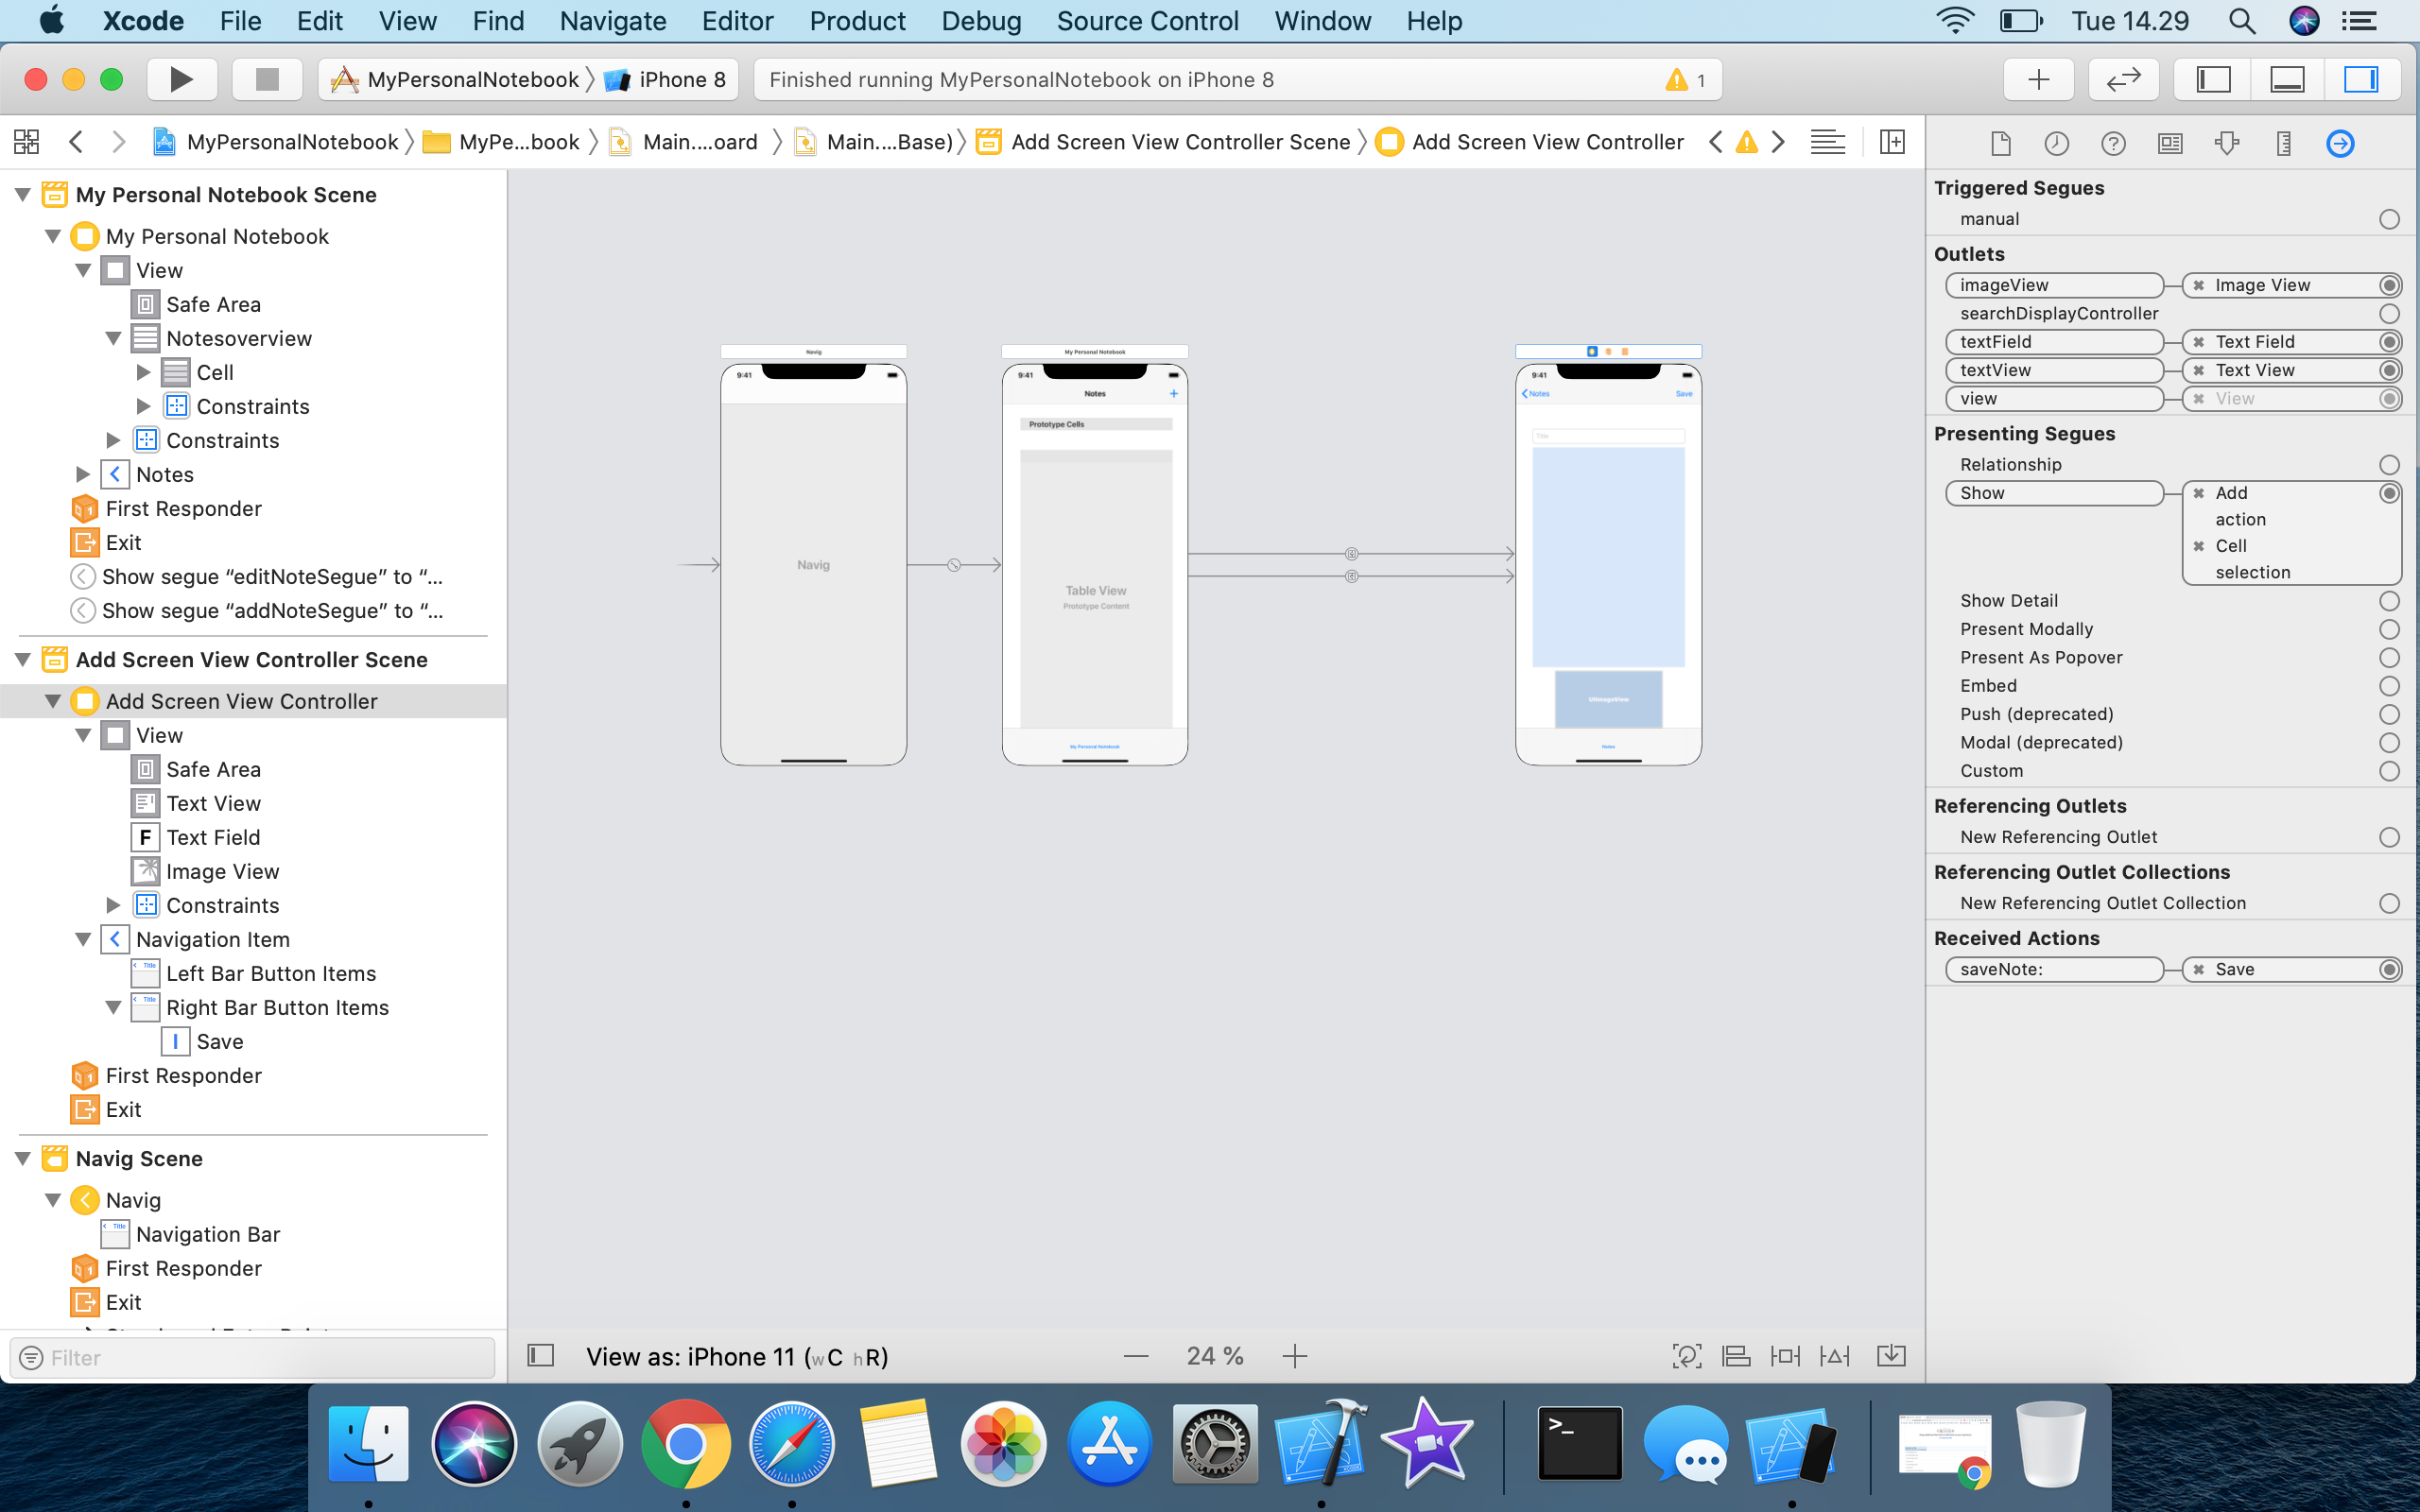 Xcode File Edit View Find Navigate Editor Product Debug Source Control Window Help Tue 14.29
MyPersonalNotebook iPhone 8 Finished running MyPersonalNotebook on iPhone 8 1
MyPersonalNotebook MyPe...book Main....oard Main....Base) Add Screen View Controller Scene Add Screen View Controller
My Personal Notebook Scene
My Personal Notebook
View
Safe Area
Notesoverview
Cell
Constraints
Constraints
Notes
First Responder
Exit
Show segue “editNoteSegue” to “...
Show segue “addNoteSegue” to “...
Add Screen View Controller Scene
Add Screen View Controller
View
Safe Area
Text View
F Text Field
Image View
Constraints
Navigation Item
Left Bar Button Items
Right Bar Button Items
Save
First Responder
Exit
Navig Scene
Navig
Navigation Bar
First Responder
Exit
Filter
Navig
9:41
Navig
My Personal Notebook
9:41
Notes +
Prototype Cells
Table View
Prototype Content
My Personal Notebook
9:41
Notes Save
Title
UIImageView
Notes
View as: iPhone 11 (wC hR)
24 %
Triggered Segues
manual
Outlets
imageView Image View
searchDisplayController
textField Text Field
textView Text View
view View
Presenting Segues
Relationship
Show Add
action
Cell
selection
Show Detail
Present Modally
Present As Popover
Embed
Push (deprecated)
Modal (deprecated)
Custom
Referencing Outlets
New Referencing Outlet
Referencing Outlet Collections
New Referencing Outlet Collection
Received Actions
saveNote: Save
>_